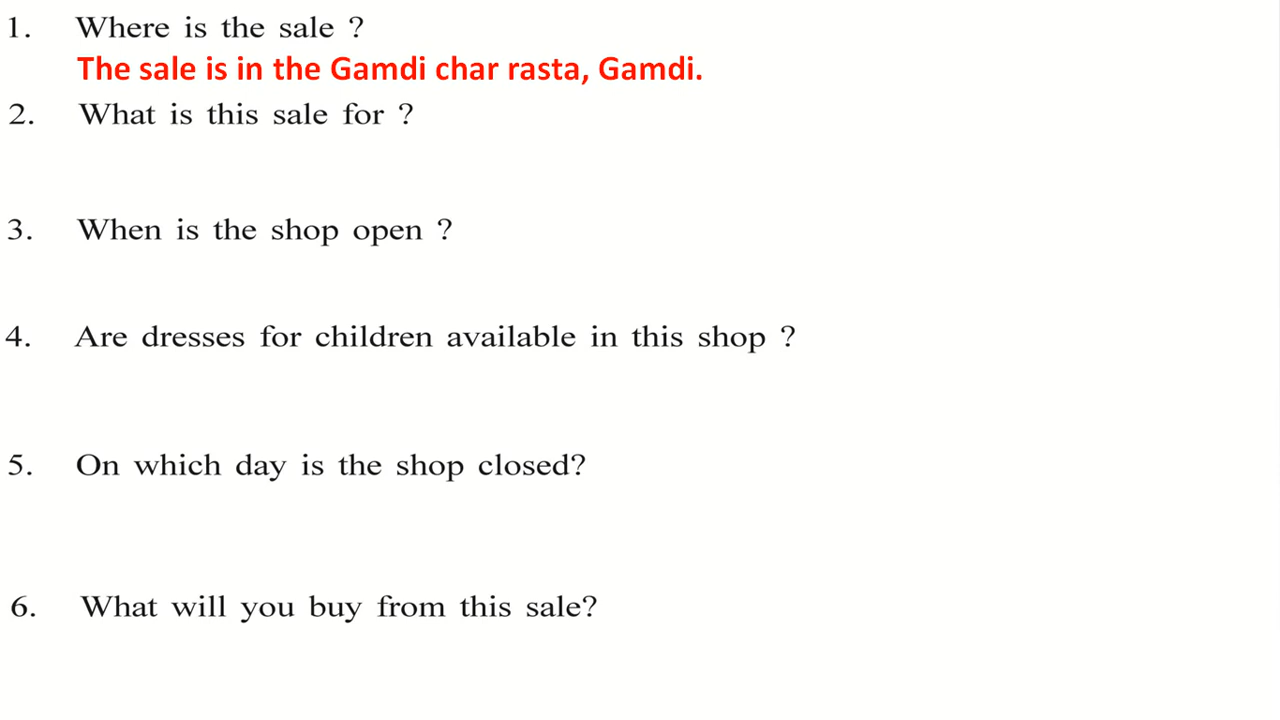 1. Where is the sale ?
The sale is in the Gamdi char rasta, Gamdi.
2. What is this sale for ?
3. When is the shop open ?
4. Are dresses for children available in this shop ?
5. On which day is the shop closed?
6. What will you buy from this sale?